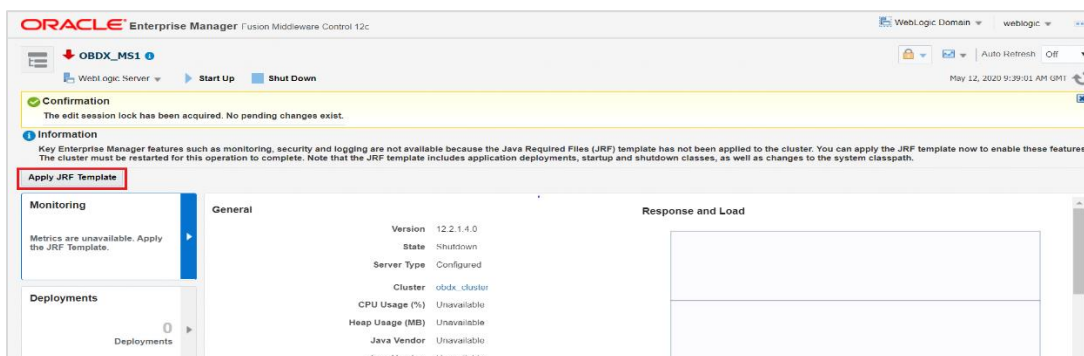 ORACLE Enterprise Manager Fusion Middleware Control 12c
WebLogic Domain weblogic
OBDX_MS1
Auto Refresh Off
WebLogic Server Start Up Shut Down
May 12, 2020 9:39:01 AM GMT
Confirmation
The edit session lock has been acquired. No pending changes exist.
Information
Key Enterprise Manager features such as monitoring, security and logging are not available because the Java Required Files (JRF) template has not been applied to the cluster. You can apply the JRF template now to enable these features
The cluster must be restarted for this operation to complete. Note that the JRF template includes application deployments, startup and shutdown classes, as well as changes to the system classpath.
Apply JRF Template
Monitoring
Metrics are unavailable. Apply
the JRF Template.
Deployments
0
Deployments
General
Version 12.2.1.4.0
State Shutdown
Server Type Configured
Cluster obdx_cluster
CPU Usage (%) Unavailable
Heap Usage (MB) Unavailable
Java Vendor Unavailable
Response and Load